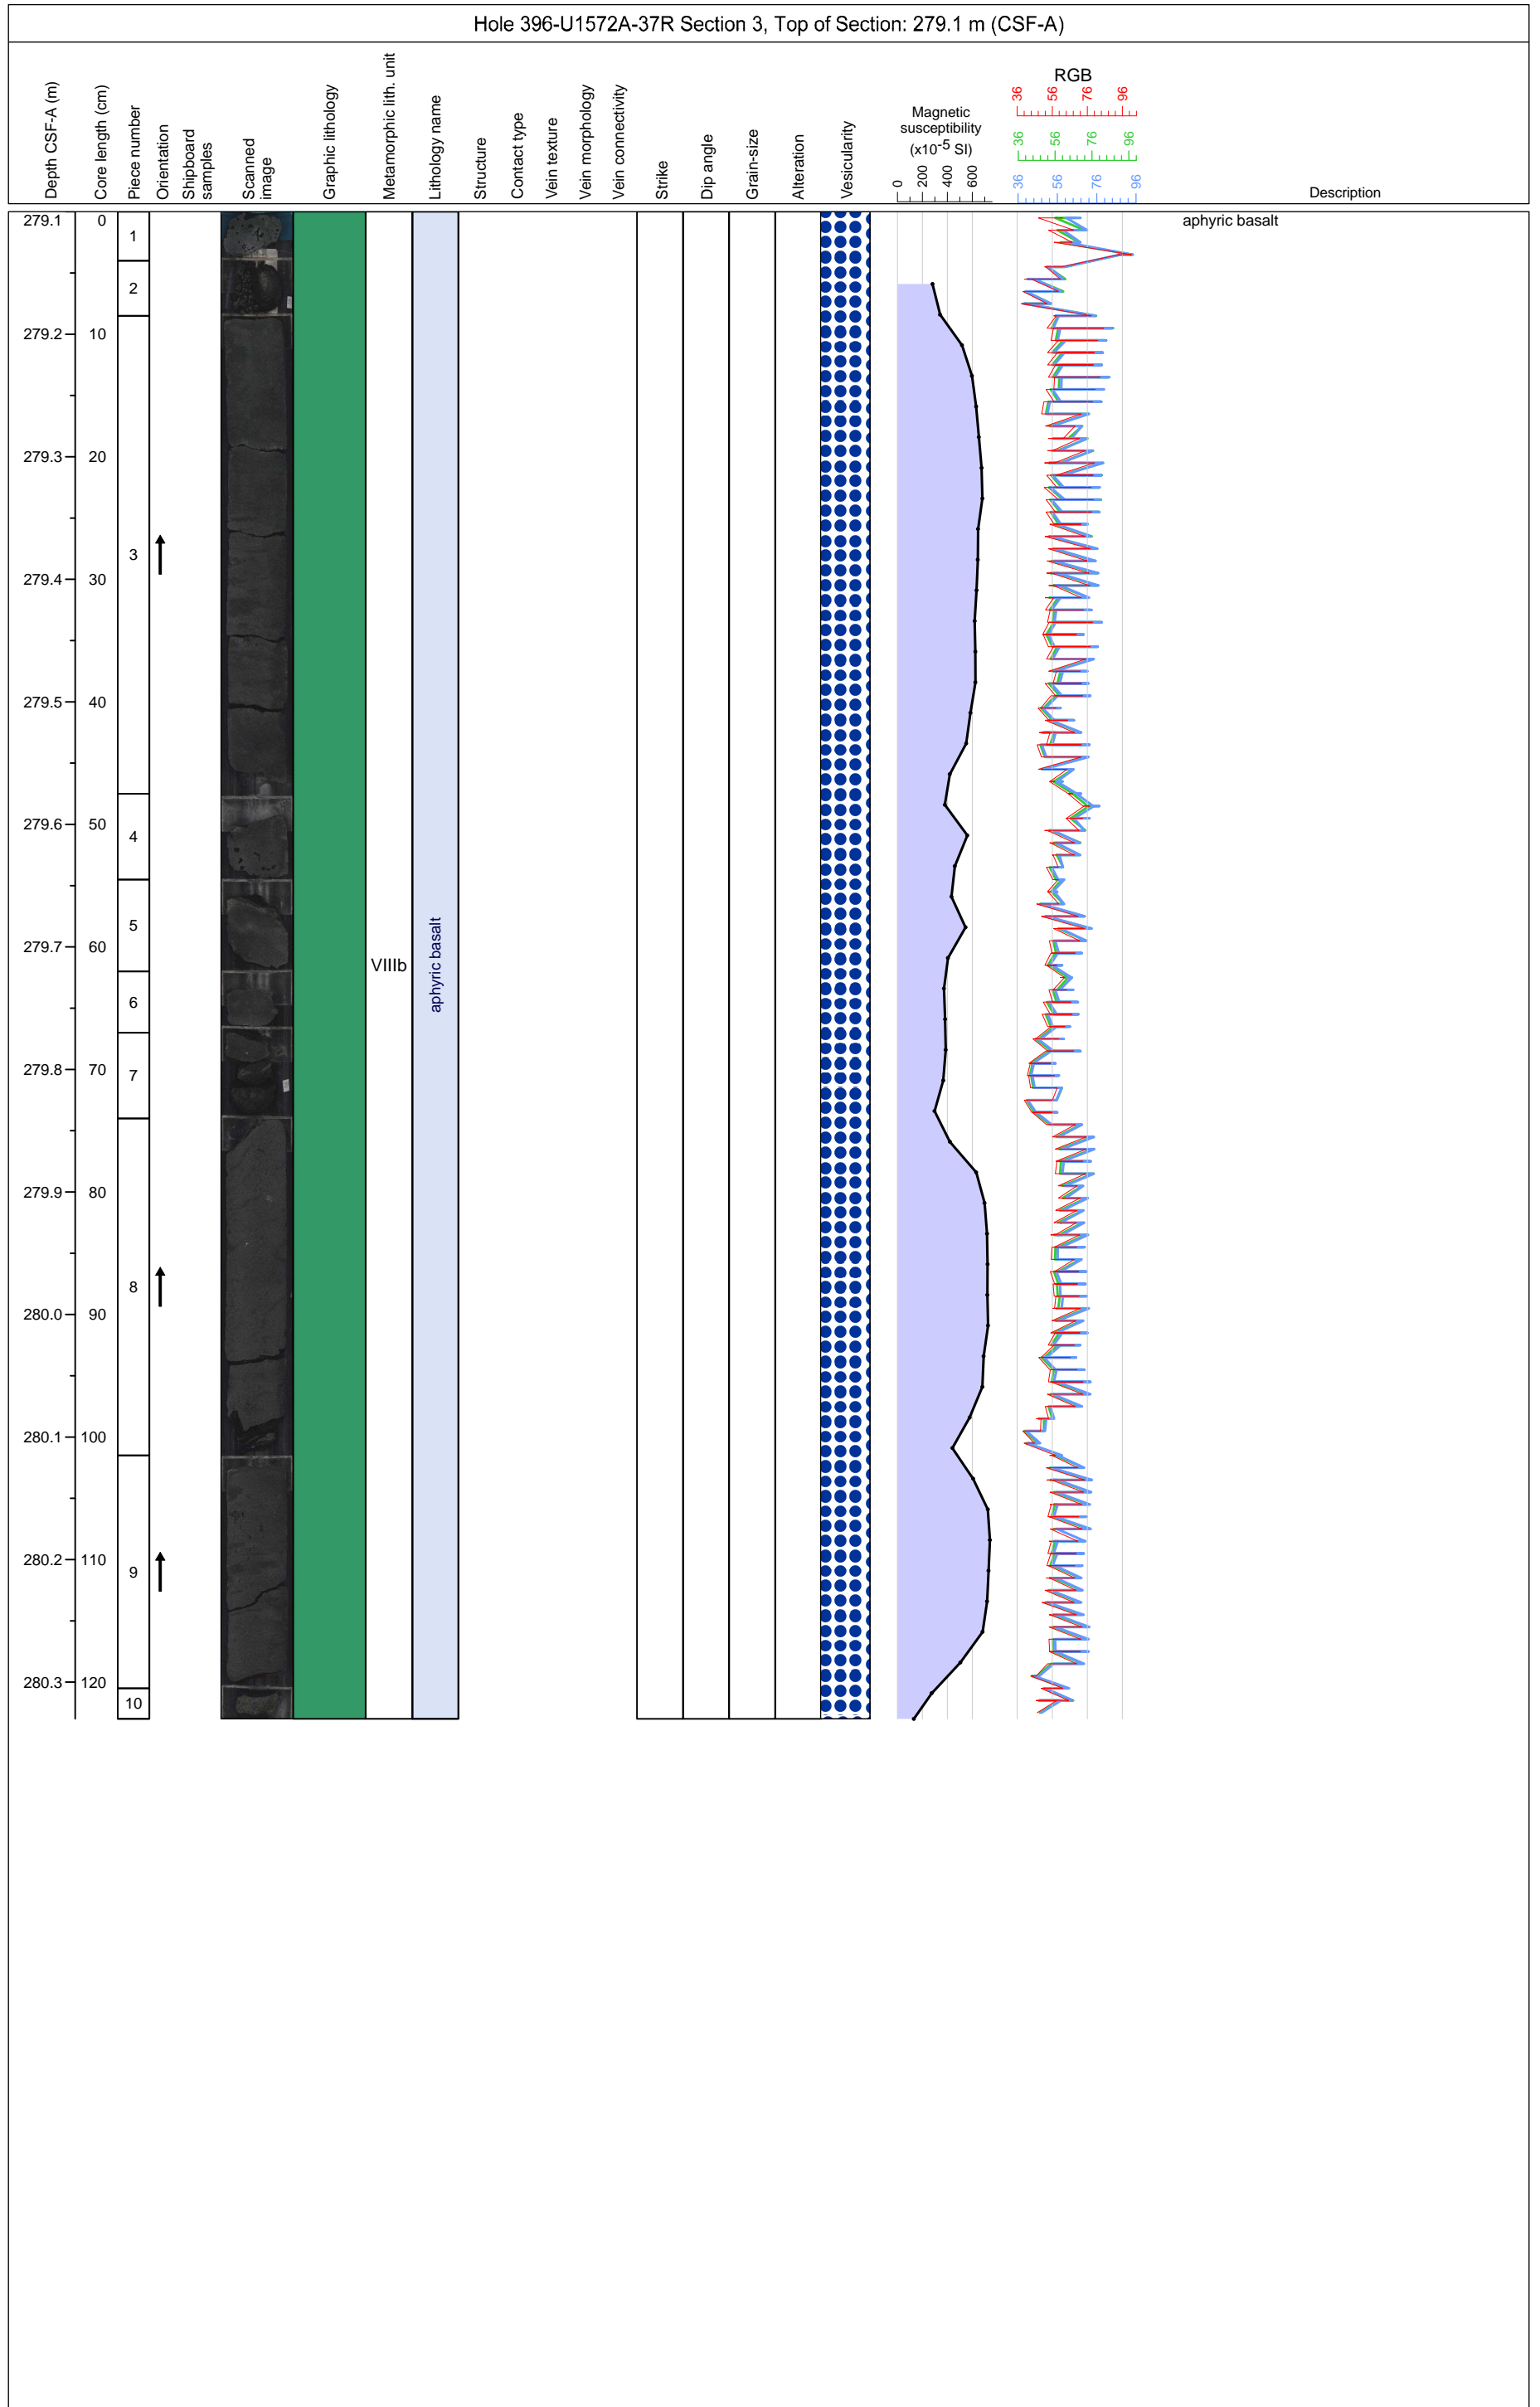 Hole 396-U1572A-37R Section 3, Top of Section: 279.1 m (CSF-A)
Depth CSF-A (m)
Core length (cm)
Piece number
Orientation
Shipboard
samples
Scanned
image
Graphic lithology
Metamorphic lith. unit
Lithology name
Structure
Contact type
Vein texture
Vein morphology
Vein connectivity
Strike
Dip angle
Grain-size
Alteration
Vesicularity
Magnetic
susceptibility
(x10-5 SI)
0 200 400 600
RGB
36 56 76 96
36 56 76 96
36 56 76 96
Description
279.1 0
aphyric basalt
1
2
279.2 10
279.3 20
3
279.4 30
279.5 40
279.6 50
4
5
279.7 60
VIIIb
aphyric basalt
6
279.8 70
7
279.9 80
8
280.0 90
280.1 100
280.2 110
9
280.3 120
10